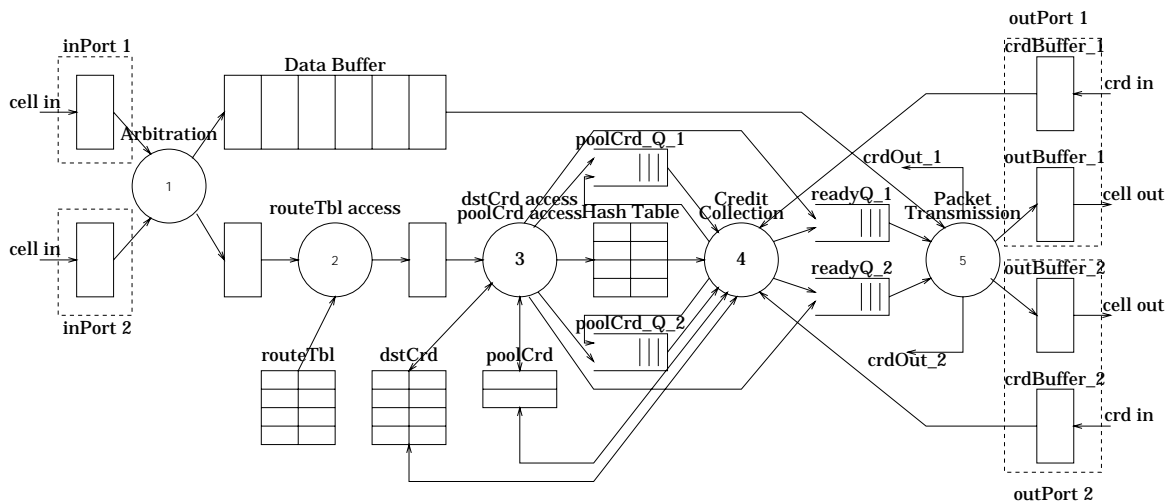 outPort 1
inPort 1
crdBuffer_1
Data Buffer
cell in
crd in
Arbitration
poolCrd_Q_1
crdOut_1
outBuffer_1
1
dstCrd access
Credit
readyQ_1
Packet
cell out
routeTbl access
poolCrd access
Hash Table
Collection
Transmission
cell in
2
3
4
5
readyQ_2
outBuffer_2
cell out
inPort 2
poolCrd_Q_2
routeTbl
dstCrd
poolCrd
crdOut_2
crdBuffer_2
crd in
outPort 2